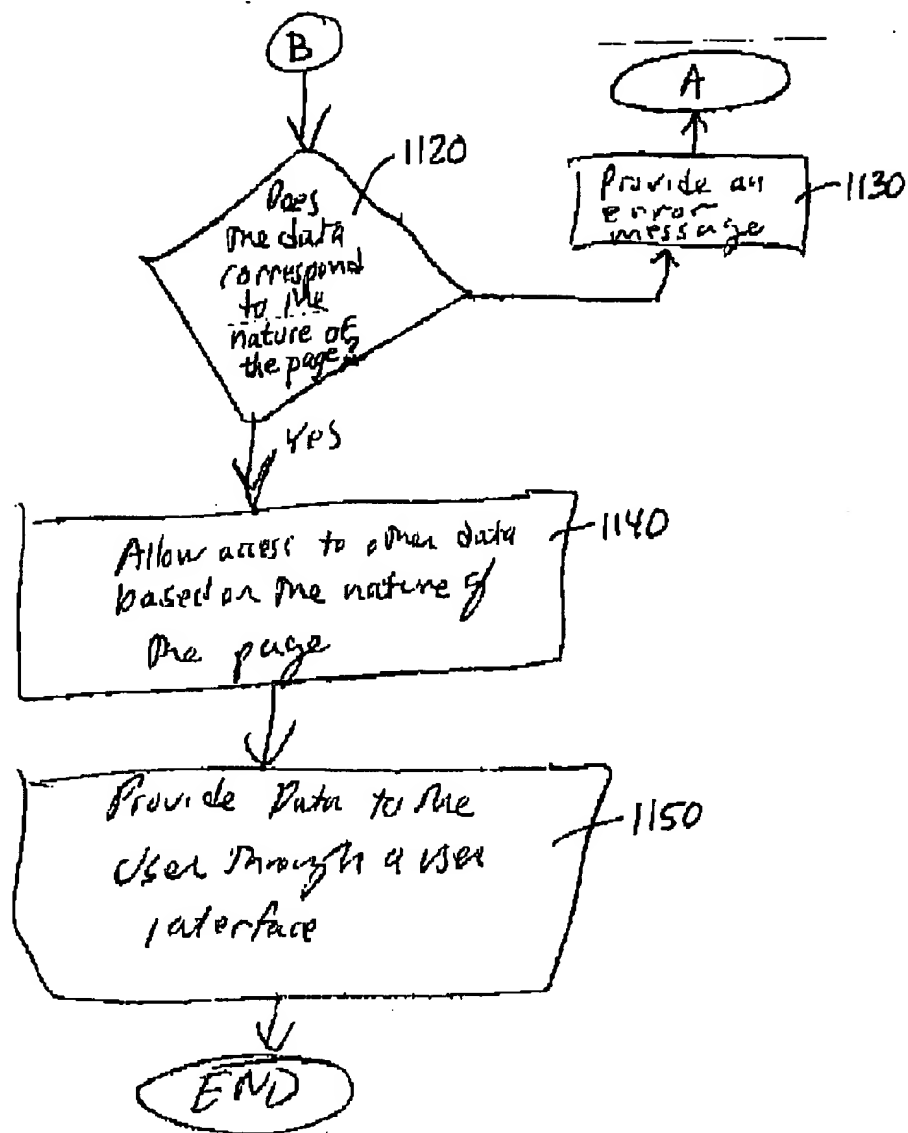 B
1120
Does
the data
correspond
to the
nature of
the page?
A
Provide an
error
message
1130
Yes
Allow access to other data
based on the nature of
the page
1140
Provide Data to the
User through a user
interface
1150
END